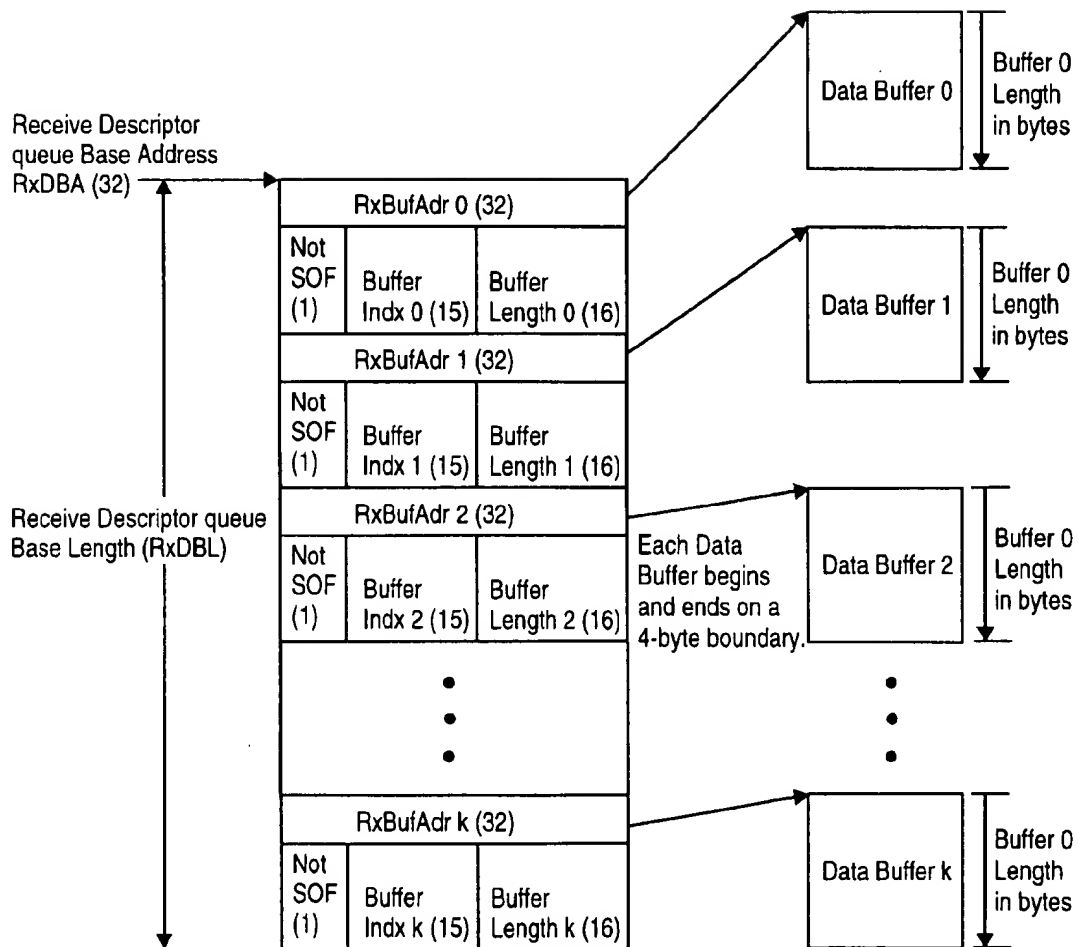 Receive Descriptor
queue Base Address
RxDBA (32)
RxBufAdr 0 (32)
Not
SOF
(1)
Buffer
Indx 0 (15)
Buffer
Length 0 (16)
RxBufAdr 1 (32)
Not
SOF
(1)
Buffer
Indx 1 (15)
Buffer
Length 1 (16)
Receive Descriptor queue
Base Length (RxDBL)
RxBufAdr 2 (32)
Not
SOF
(1)
Buffer
Indx 2 (15)
Buffer
Length 2 (16)
RxBufAdr k (32)
Not
SOF
(1)
Buffer
Indx k (15)
Buffer
Length k (16)
Each Data
Buffer begins
and ends on a
4-byte boundary.
Data Buffer 0
Buffer 0
Length
in bytes
Data Buffer 1
Buffer 0
Length
in bytes
Data Buffer 2
Buffer 0
Length
in bytes
Data Buffer k
Buffer 0
Length
in bytes